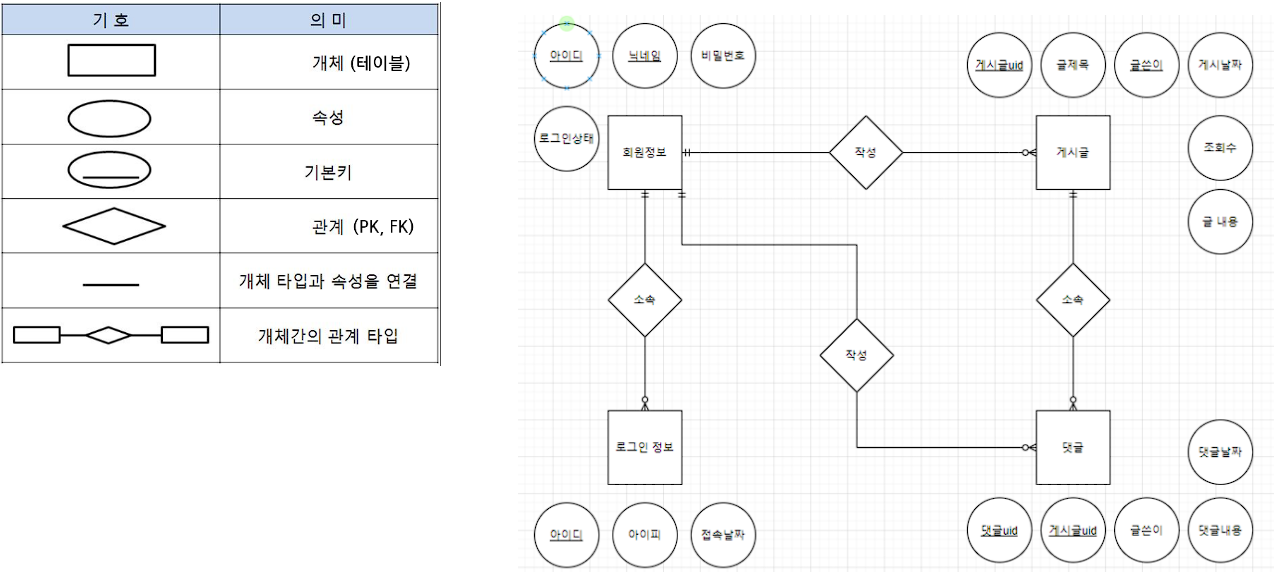 기 호 의 미
개체 (테이블)
속성
기본키
관계 (PK, FK)
개체 타입과 속성을 연결
개체간의 관계 타입
아이디 닉네임 비밀번호
로그인상태
회원정보
작성
게시글
게시글uid 글제목 글쓴이 게시날짜
조회수
글 내용
소속
작성
소속
로그인 정보
댓글
댓글날짜
아이디 아이피 접속날짜
댓글uid 게시글uid 글쓴이 댓글내용